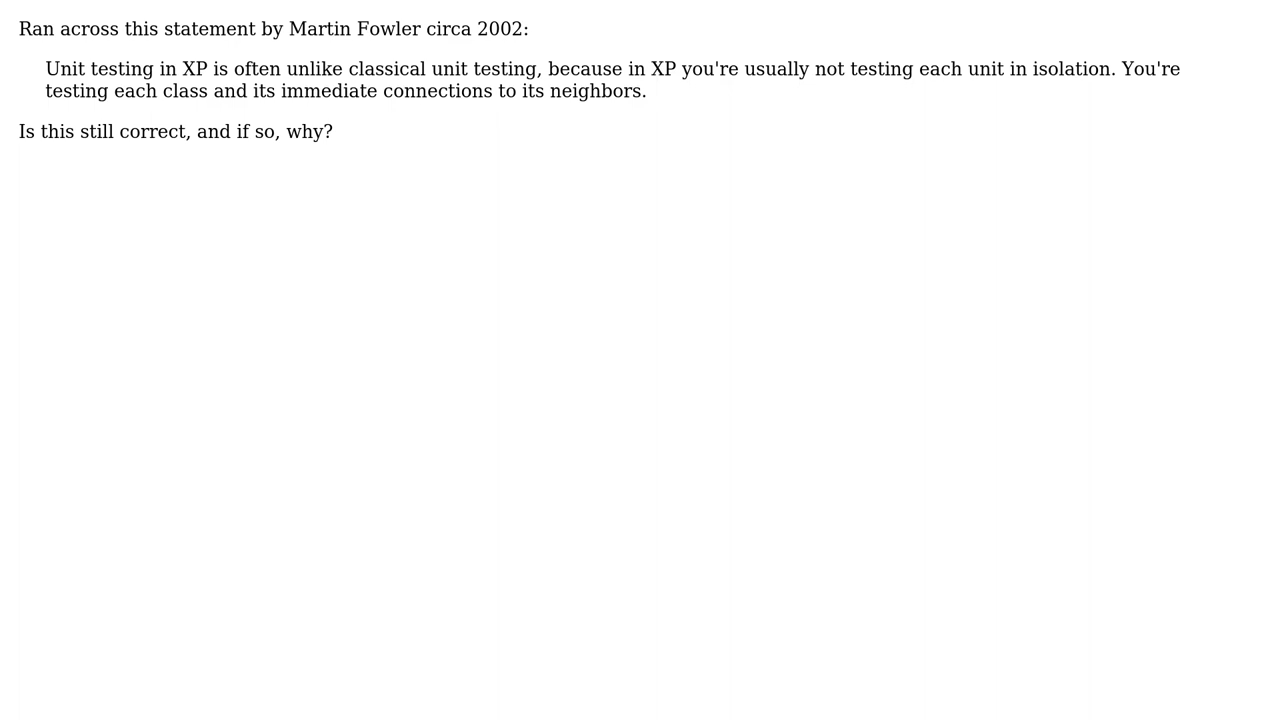 Ran across this statement by Martin Fowler circa 2002:
Unit testing in XP is often unlike classical unit testing, because in XP you're usually not testing each unit in isolation. You're
testing each class and its immediate connections to its neighbors.
Is this still correct, and if so, why?